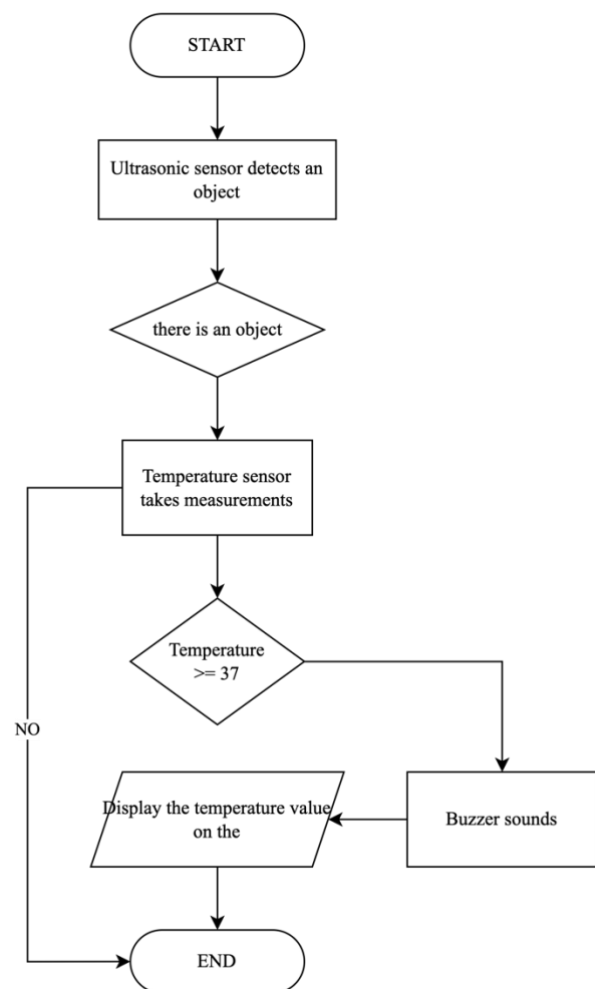 START
Ultrasonic sensor detects an
object
there is an object
Temperature sensor
takes measurements
Temperature
>= 37
NO
Display the temperature value
on the
Buzzer sounds
END